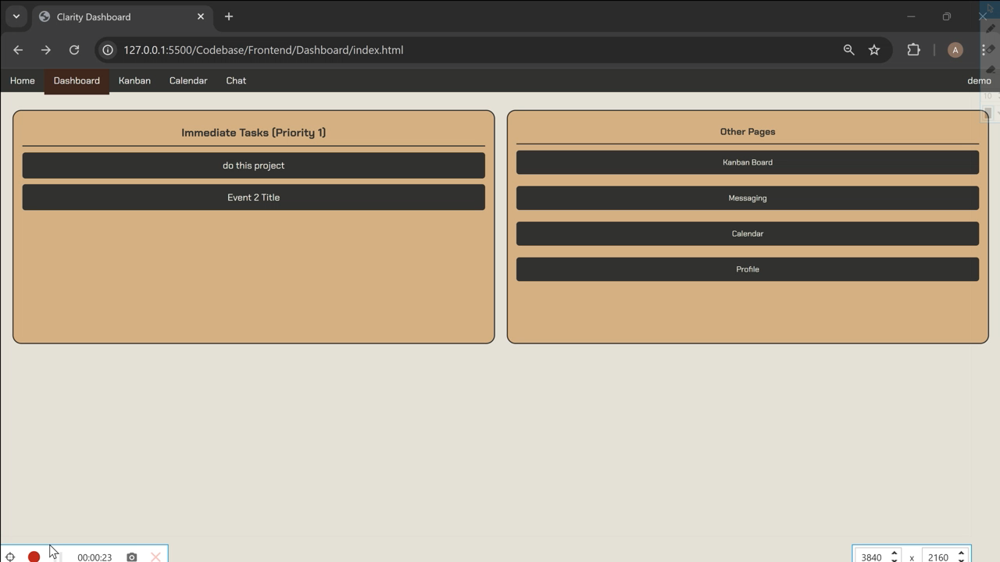 Clarity Dashboard
127.0.0.1:5500/Codebase/Frontend/Dashboard/index.html
A
Home Dashboard Kanban Calendar Chat demo
10
Immediate Tasks (Priority 1)
do this project
Event 2 Title
Other Pages
Kanban Board
Messaging
Calendar
Profile
00:00:23
3840 x 2160